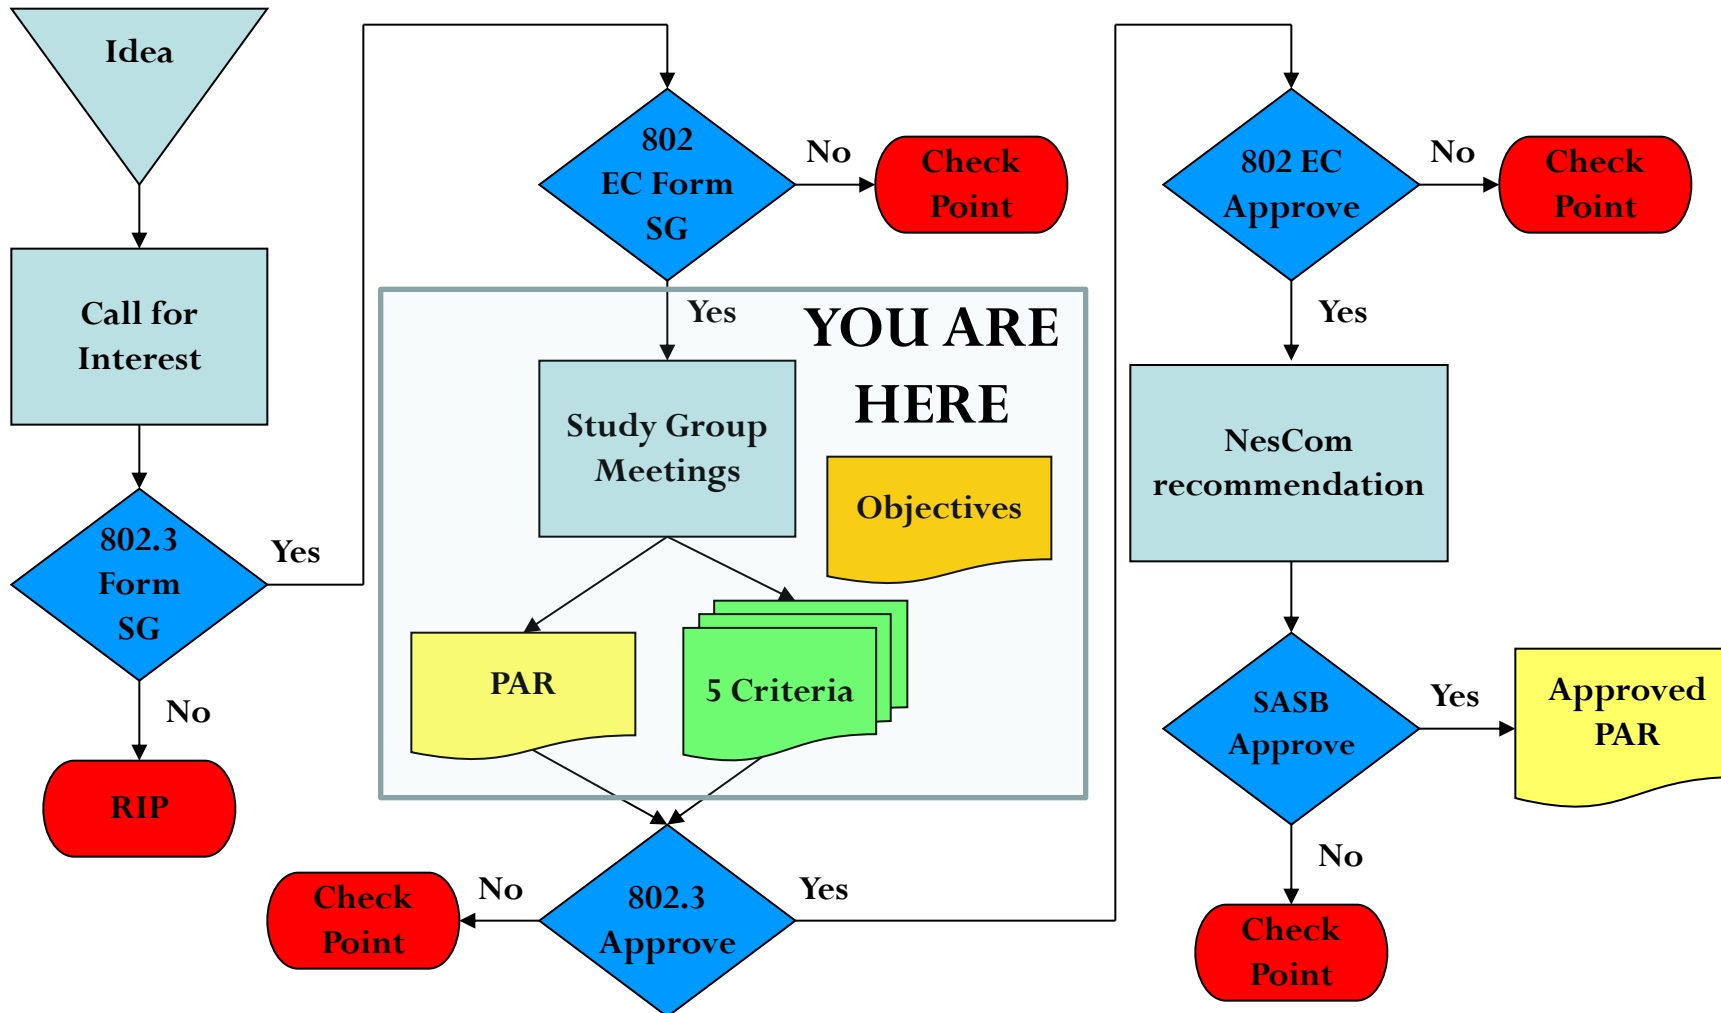 Idea
Call for
Interest
802.3
Form
SG
Yes
No
RIP
802
EC Form
SG
No
Check
Point
Yes
YOU ARE
HERE
Study Group
Meetings
Objectives
PAR
5 Criteria
802.3
Approve
No
Check
Point
Yes
802 EC
Approve
No
Check
Point
Yes
NesCom
recommendation
SASB
Approve
Yes
Approved
PAR
No
Check
Point